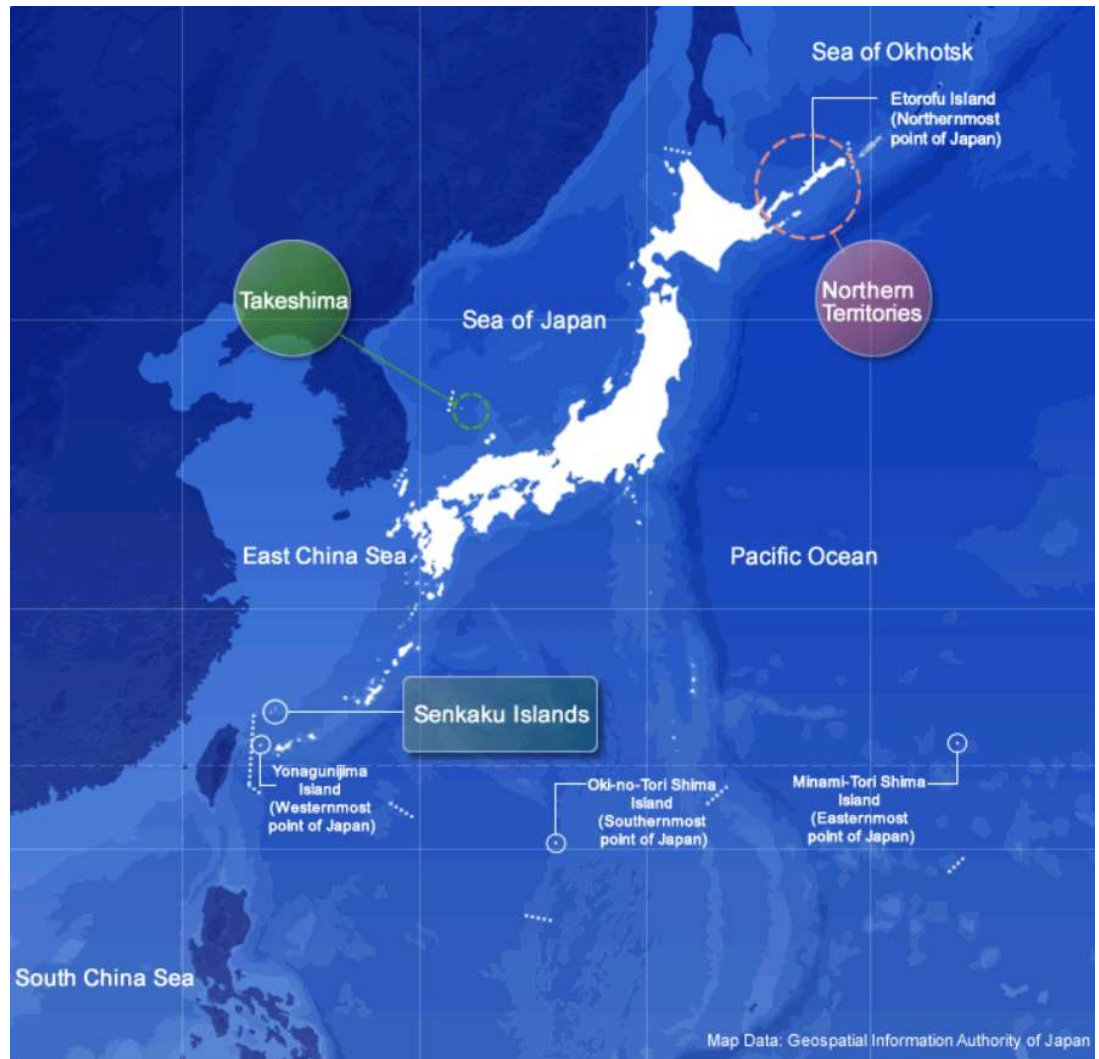 Sea of Okhotsk
Etorofu Island
(Northernmost
point of Japan)
Takeshima
Northern
Territories
Sea of Japan
East China Sea
Pacific Ocean
Senkaku Islands
Yonagunijima
Island
(Westernmost
point of Japan)
Oki-no-Tori Shima
Island
(Southernmost
point of Japan)
Minami-Tori Shima
Island
(Easternmost
point of Japan)
South China Sea
Map Data: Geospatial Information Authority of Japan